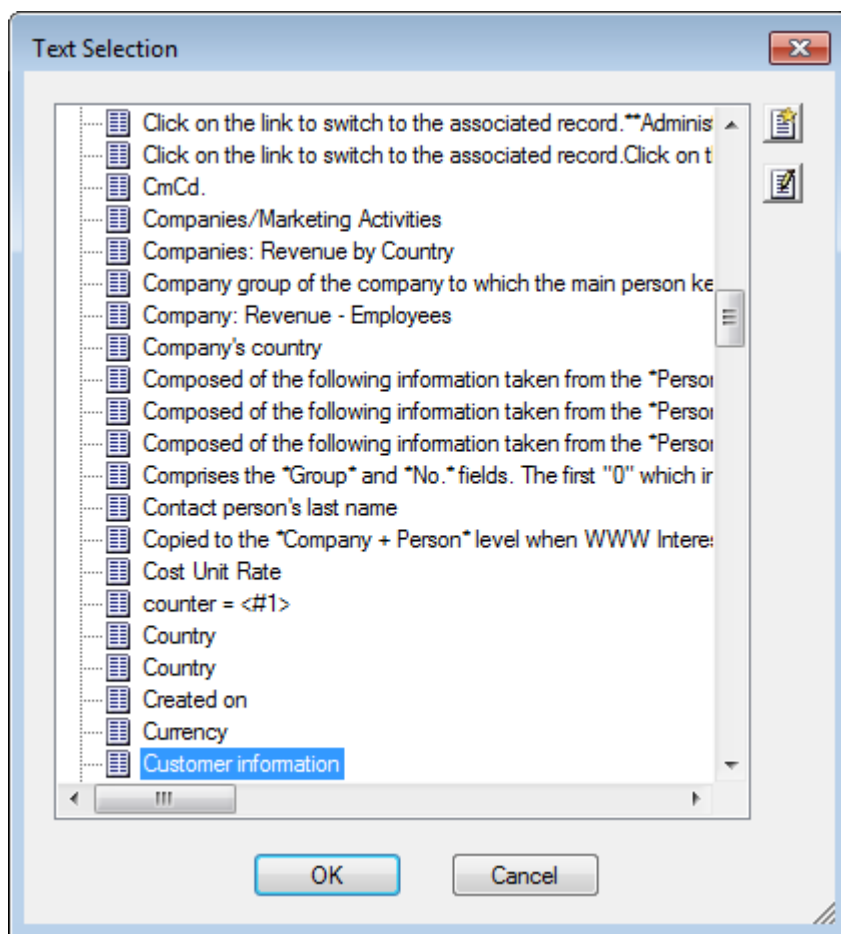 Text Selection
Click on the link to switch to the associated record.**Adminis
Click on the link to switch to the associated record.Click on t
CmCd.
Companies/Marketing Activities
Companies: Revenue by Country
Company group of the company to which the main person ke
Company: Revenue - Employees
Company's country
Composed of the following information taken from the *Person
Composed of the following information taken from the *Person
Composed of the following information taken from the *Person
Comprises the *Group* and *No.* fields. The first "0" which ir
Contact person's last name
Copied to the *Company + Person* level when WWW Interes
Cost Unit Rate
counter = <#1>
Country
Country
Created on
Currency
Customer information
OK
Cancel